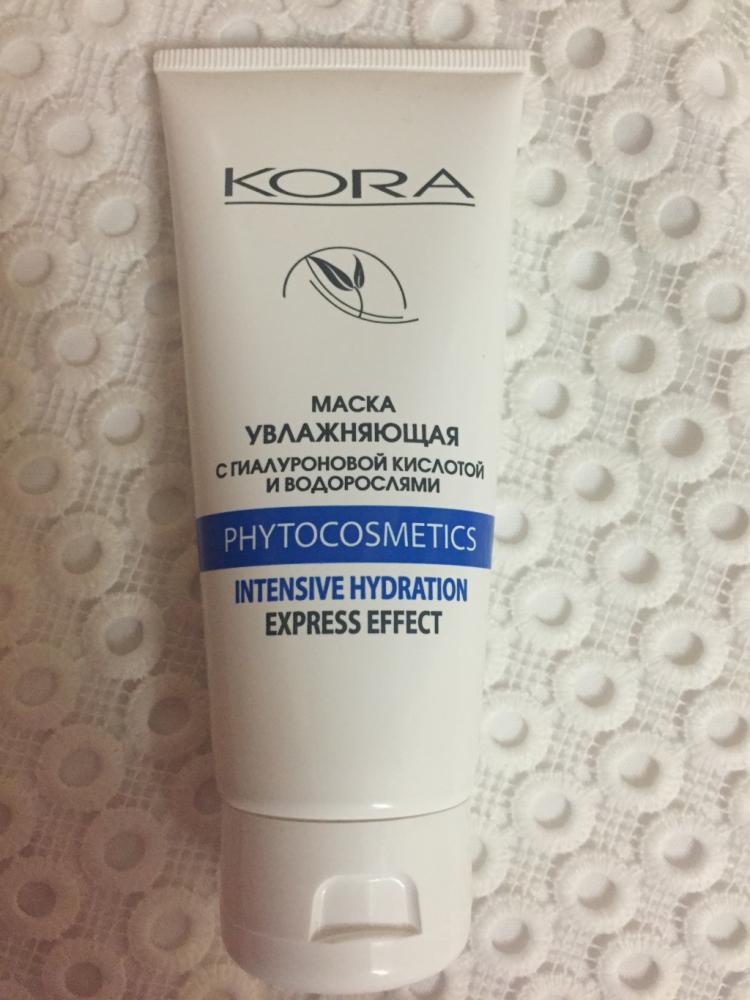 KORA
МАСКА
УВЛАЖНЯЮЩАЯ
С ГИАЛУРОНОВОЙ КИСЛОТОЙ
И ВОДОРОСЛЯМИ
PHYTOCOSMETICS
INTENSIVE HYDRATION
EXPRESS EFFECT